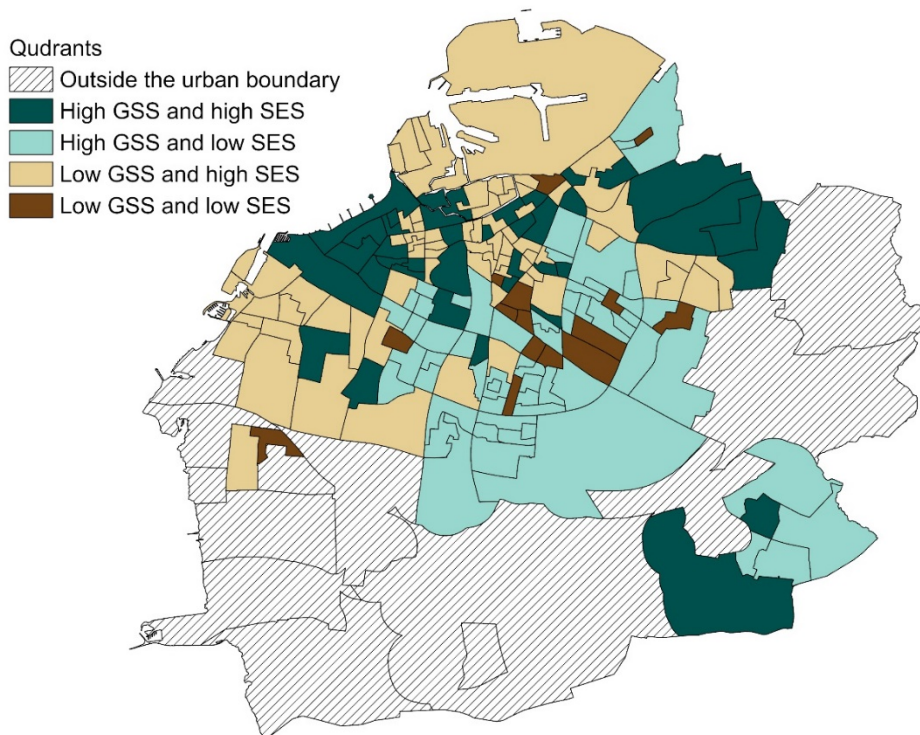 Qudrants
Outside the urban boundary
High GSS and high SES
High GSS and low SES
Low GSS and high SES
Low GSS and low SES